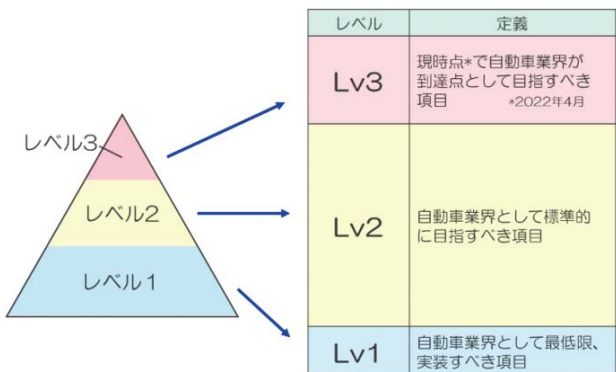 レベル3
レベル2
レベル1
レベル 定義
Lv3
現時点*で自動車業界が
到達点として目指すべき
項目 *2022年4月
Lv2
自動車業界として標準的
に目指すべき項目
Lv1
自動車業界として最低限、
実装すべき項目